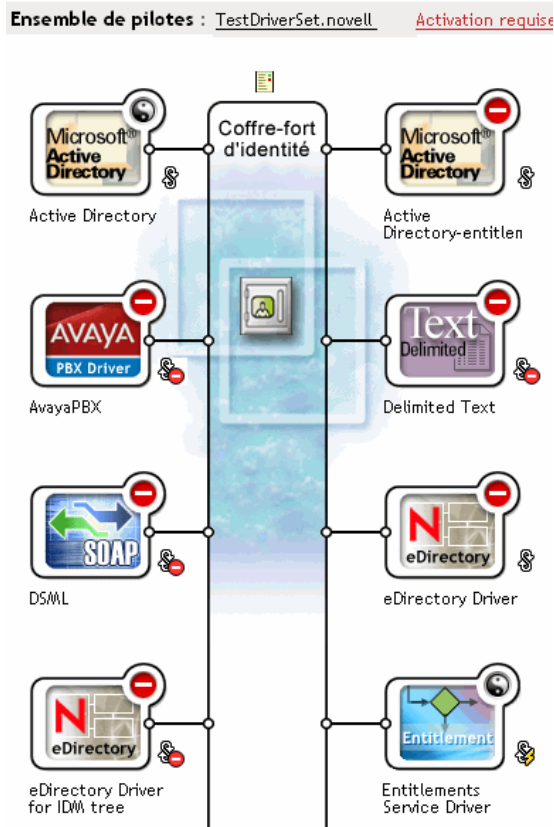 Ensemble de pilotes : TestDriverSet.novell Activation requise
Coffre-fort
d'identité
Microsoft®
Active
Directory
Active Directory
Microsoft®
Active
Directory
Active
Directory-entitlen
AVAYA
PBX Driver
AvayaPBX
Text
Delimited
Delimited Text
SOAP
DSML
N
eDirectory
eDirectory Driver
N
eDirectory
eDirectory Driver
for IDM tree
Entitlement
Entitlements
Service Driver